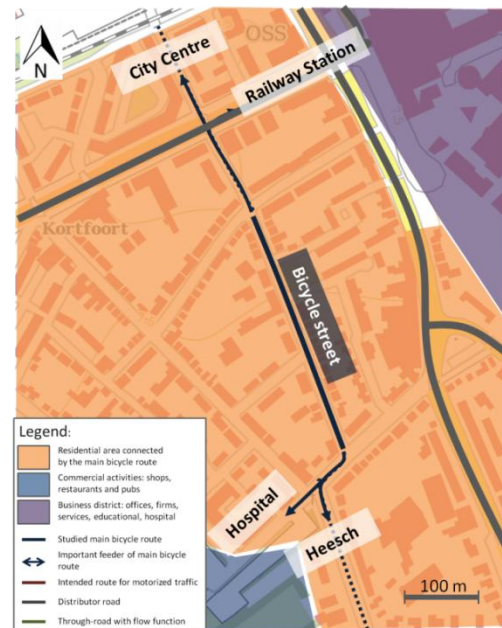 OSS
City Centre
Railway Station
N
Kortfoort
Bicycle street
Legend:
Residential area connected
by the main bicycle route
Commercial activities: shops,
restaurants and pubs
Business district: offices, firms,
services, educational, hospital
Studied main bicycle route
Important feeder of main bicycle
route
Intended route for motorized traffic
Distributor road
Through-road with flow function
Hospital
Heesch
100 m